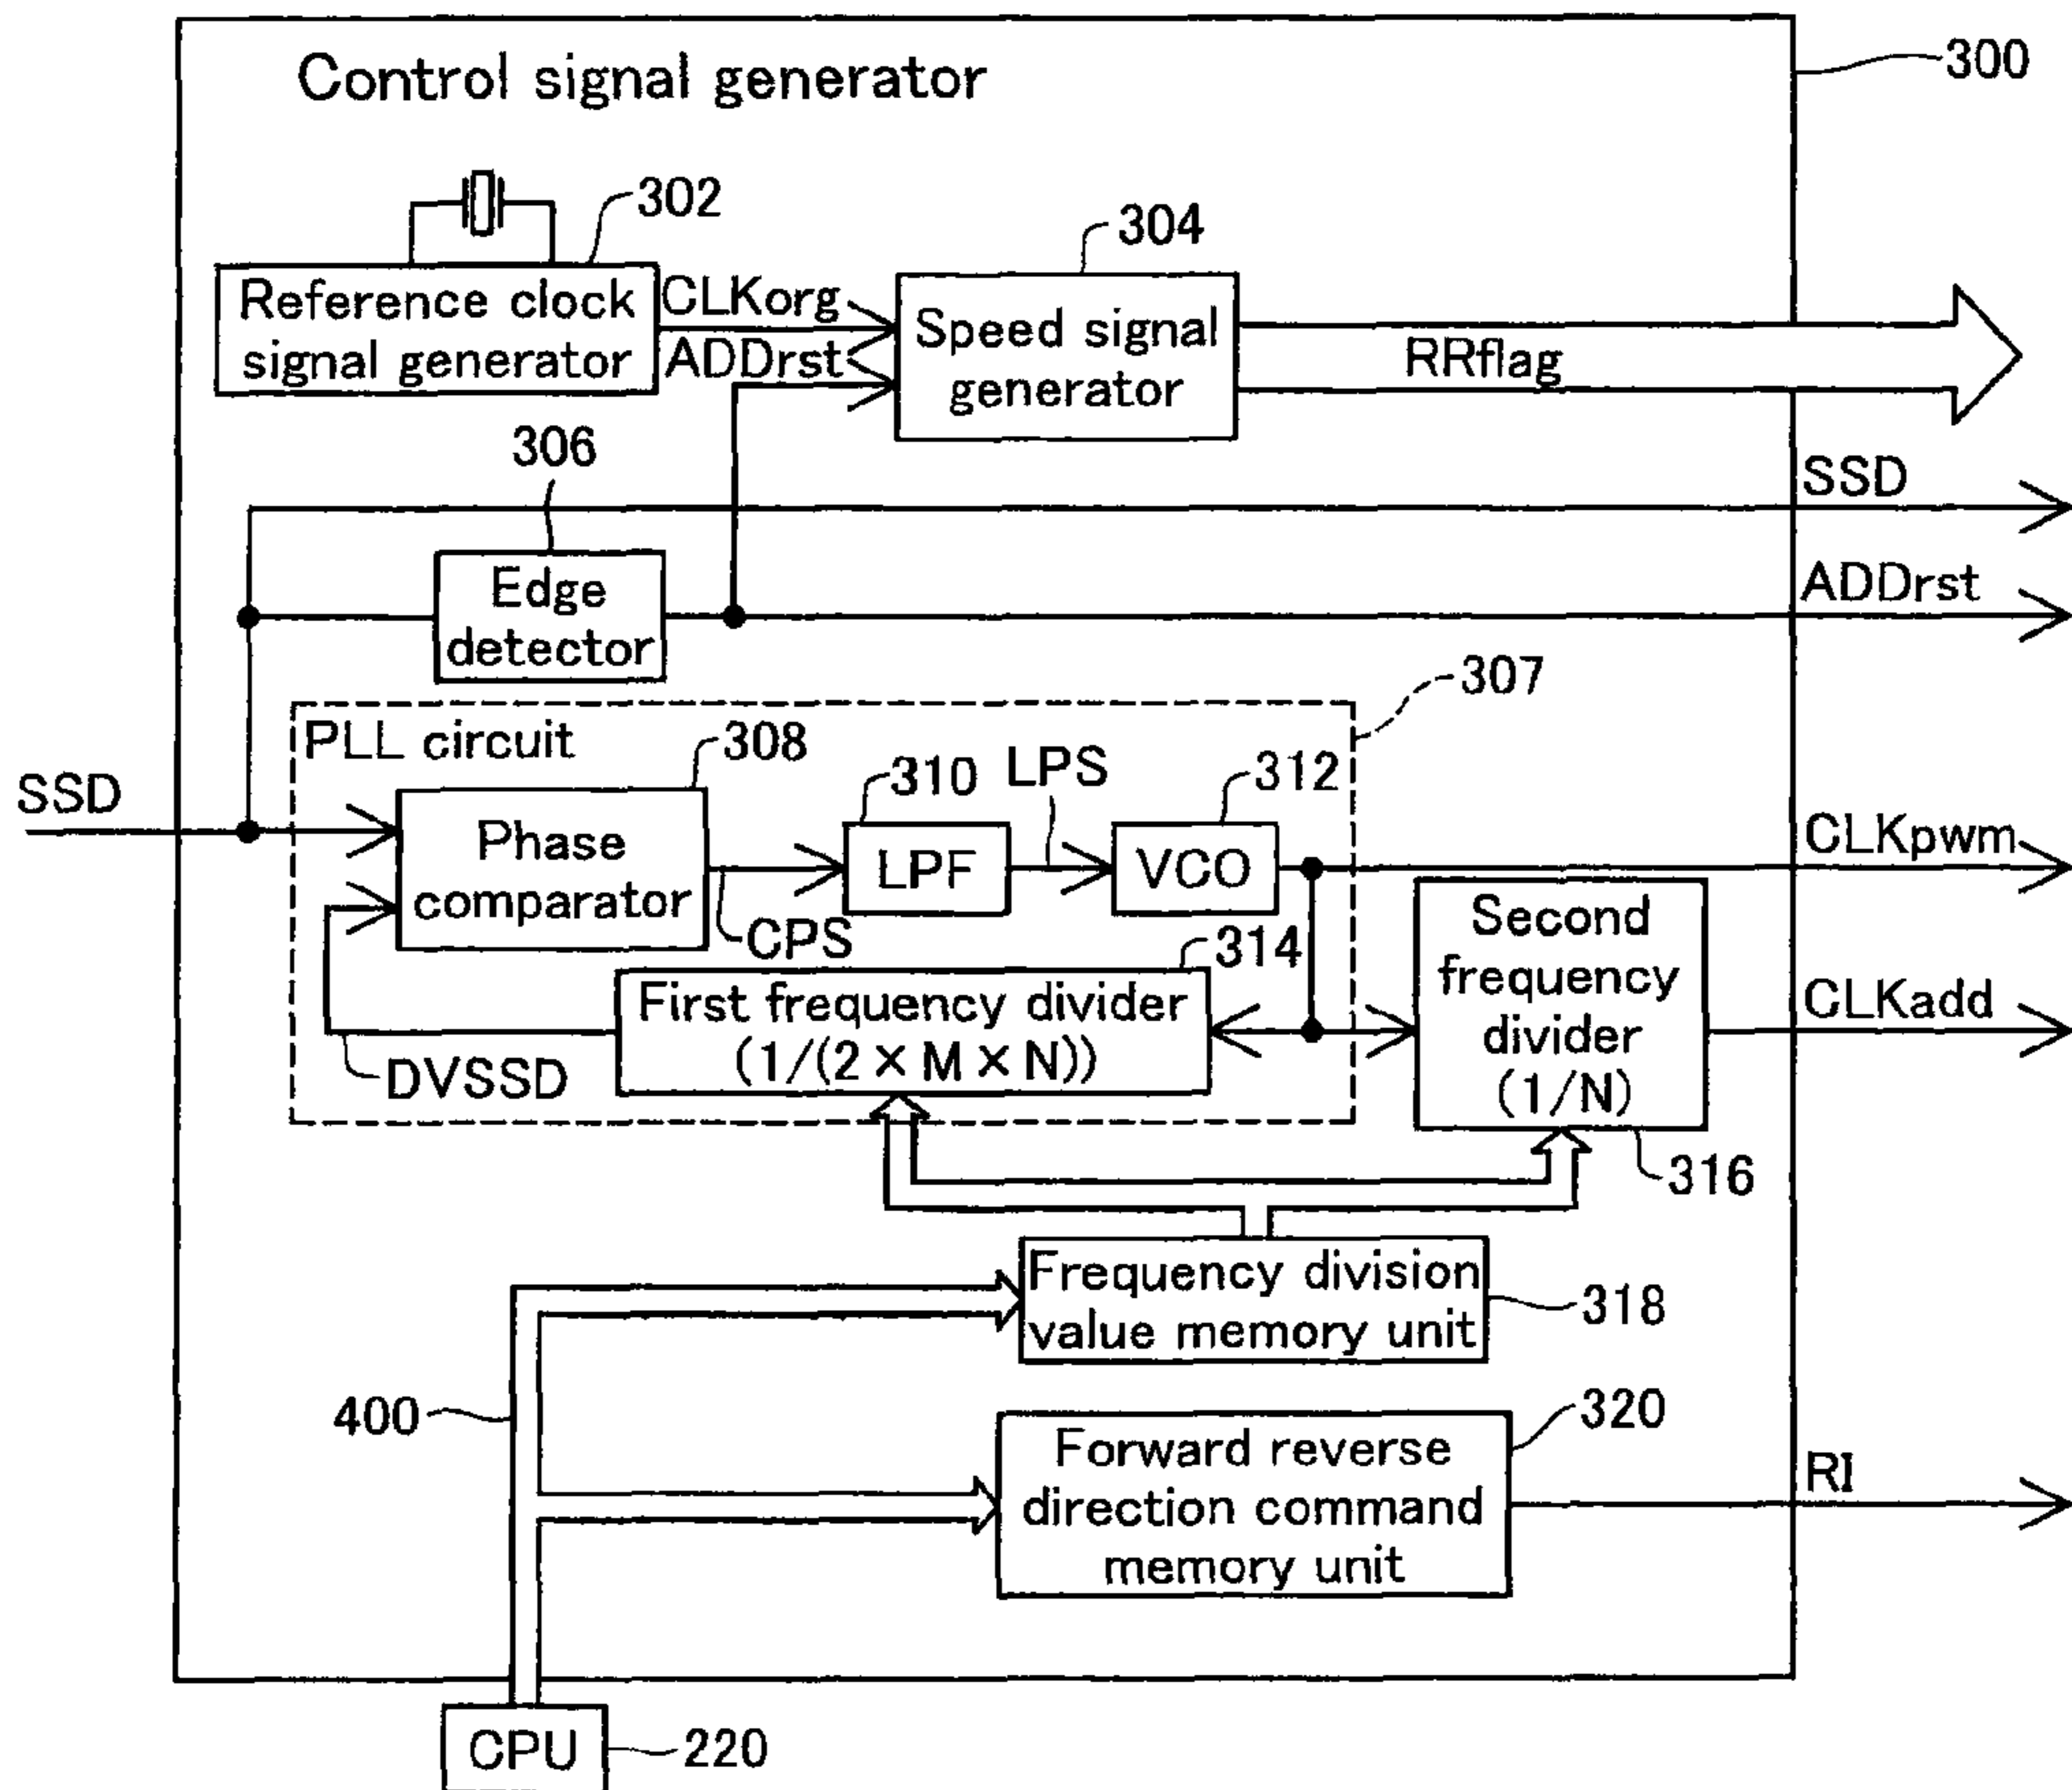 Control signal generator
300
302
304
Reference clock
signal generator
CLKorg
ADDrst
Speed signal
generator
RRflag
306
SSD
Edge
detector
ADDrst
307
PLL circuit
308
310
LPS
312
SSD
Phase
comparator
LPF
VCO
CLKpwm
CPS
314
Second
frequency
divider
(1/N)
First frequency divider
(1/(2 × M × N))
CLKadd
DVSSD
316
Frequency division
value memory unit
318
400
320
Forward reverse
direction command
memory unit
RI
CPU
220